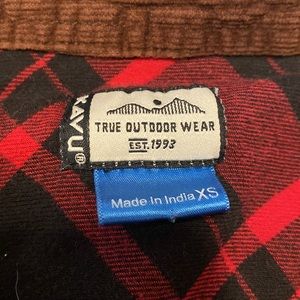 KAVU®
TRUE OUTDOOR WEAR
EST. 1993
Made in India XS